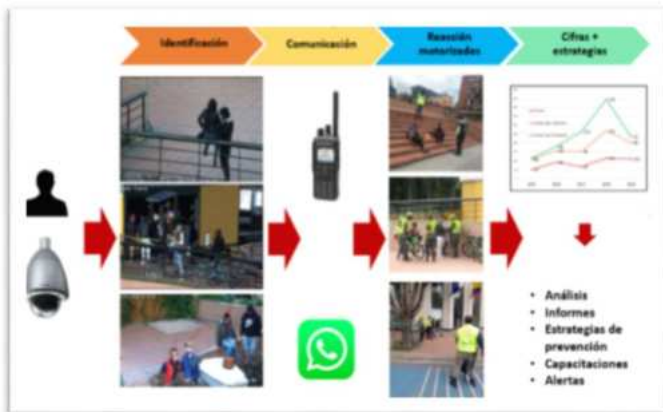 Identificación
Comunicación
Reacción
motorizados
Cifras +
estrategias
• Análisis
• Informes
• Estrategias de
prevención
• Capacitaciones
• Alertas